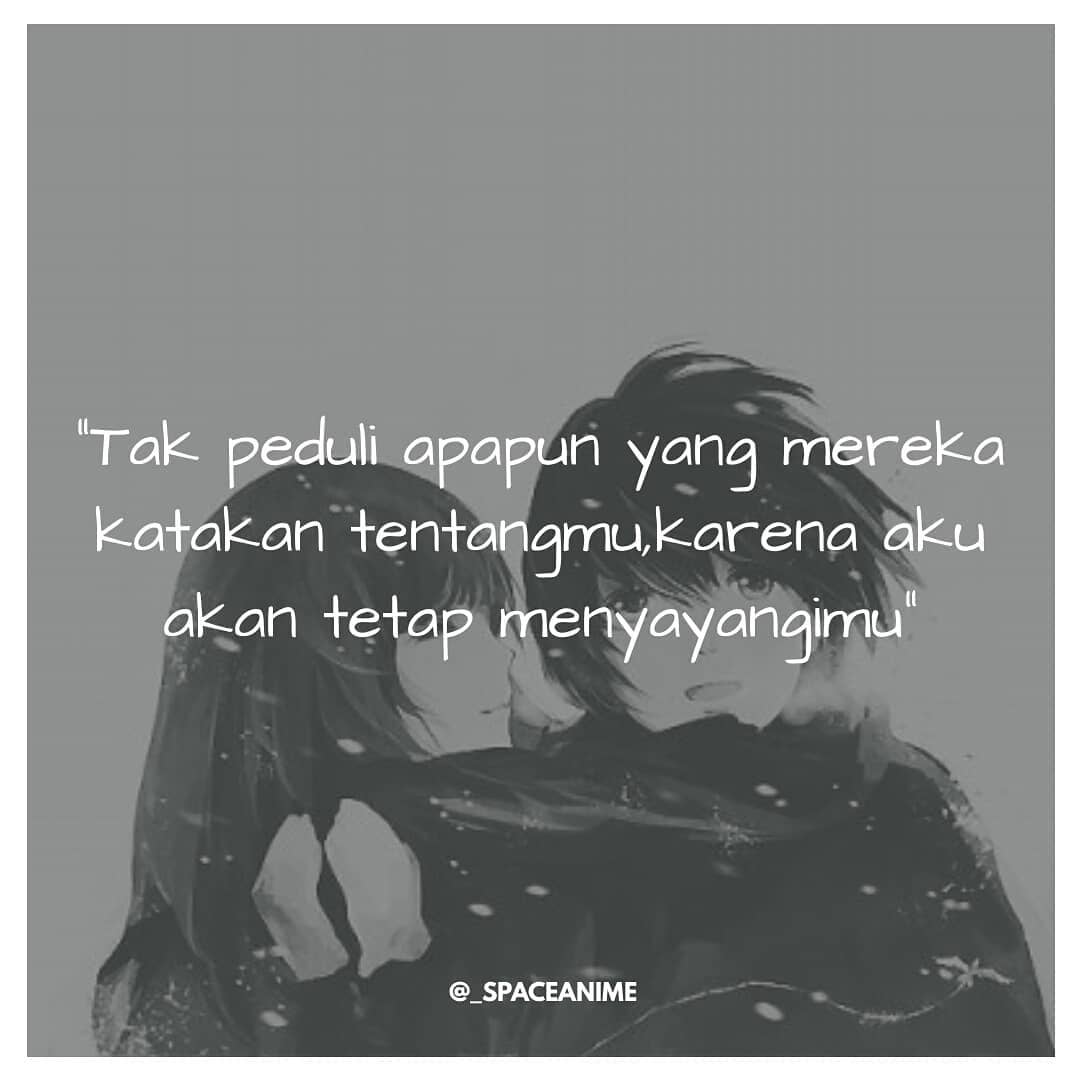 "Tak peduli apapun yang mereka
katakan tentangmu,karena aku
akan tetap menyayangimu"
@_SPACEANIME